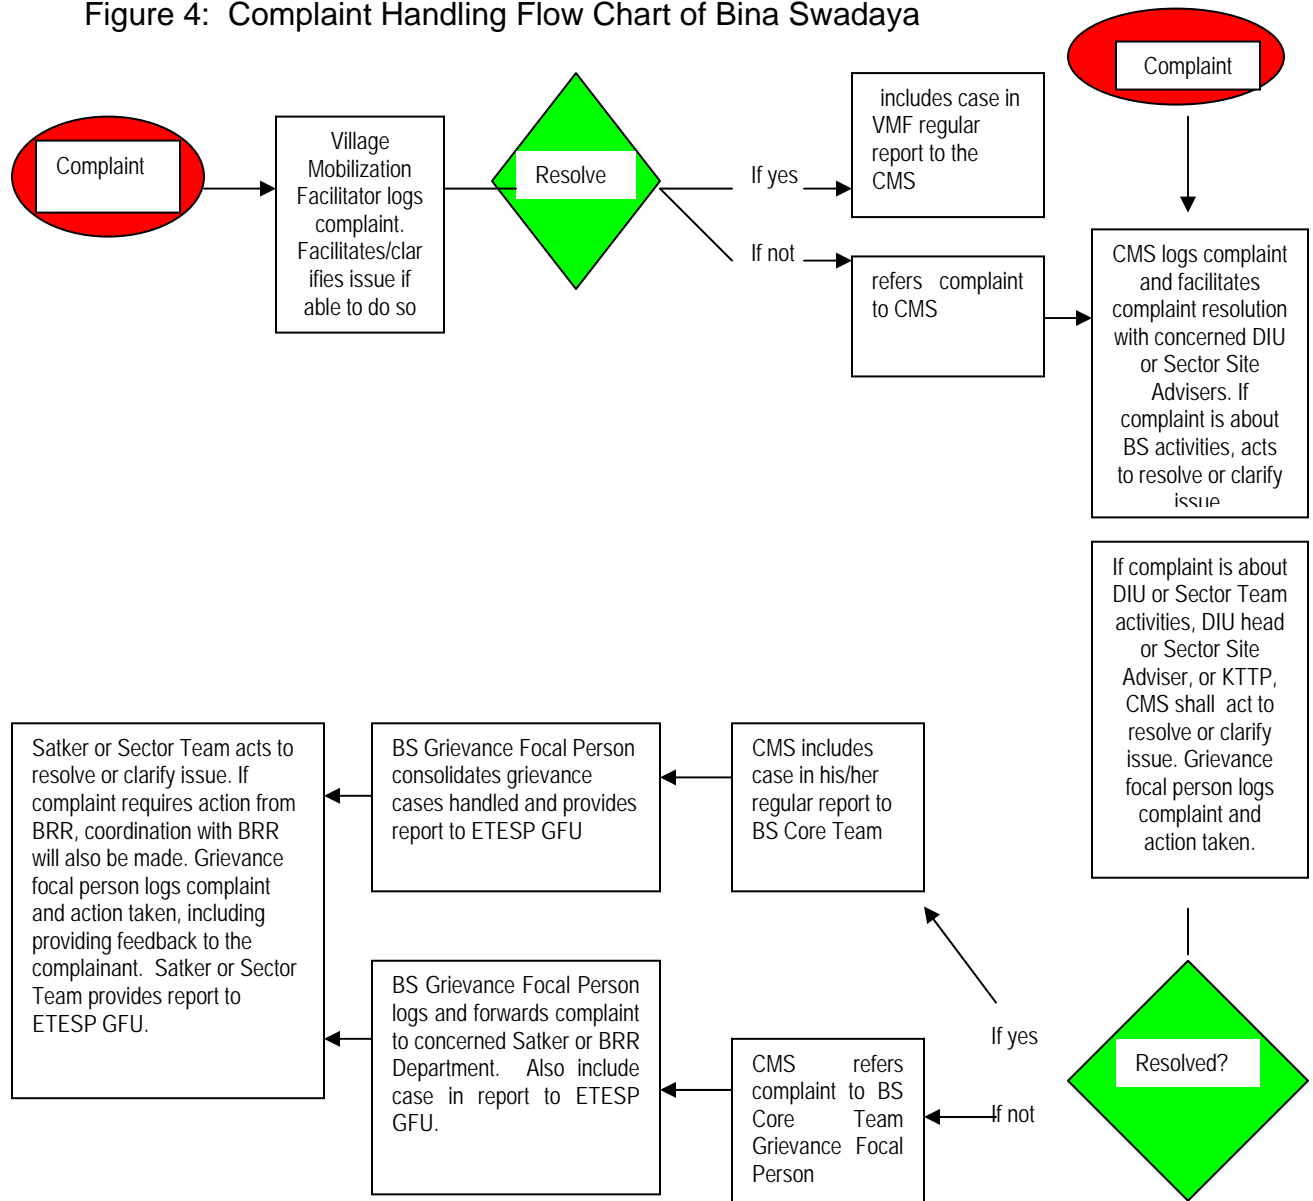 Figure 4: Complaint Handling Flow Chart of Bina Swadaya
Complaint
Complaint
Village
Mobilization
Facilitator logs
complaint.
Facilitates/clar
ifies issue if
able to do so
Resolve
If yes
If not
includes case in
VMF regular
report to the
CMS
refers complaint
to CMS
CMS logs complaint
and facilitates
complaint resolution
with concerned DIU
or Sector Site
Advisers. If
complaint is about
BS activities, acts
to resolve or clarify
issue
If complaint is about
DIU or Sector Team
activities, DIU head
or Sector Site
Adviser, or KTTP,
CMS shall act to
resolve or clarify
issue. Grievance
focal person logs
complaint and
action taken.
Resolved?
If yes
If not
CMS includes
case in his/her
regular report to
BS Core Team
CMS refers
complaint to BS
Core Team
Grievance Focal
Person
BS Grievance Focal Person
consolidates grievance
cases handled and provides
report to ETESP GFU
BS Grievance Focal Person
logs and forwards complaint
to concerned Satker or BRR
Department. Also include
case in report to ETESP
GFU.
Satker or Sector Team acts to
resolve or clarify issue. If
complaint requires action from
BRR, coordination with BRR
will also be made. Grievance
focal person logs complaint
and action taken, including
providing feedback to the
complainant. Satker or Sector
Team provides report to
ETESP GFU.